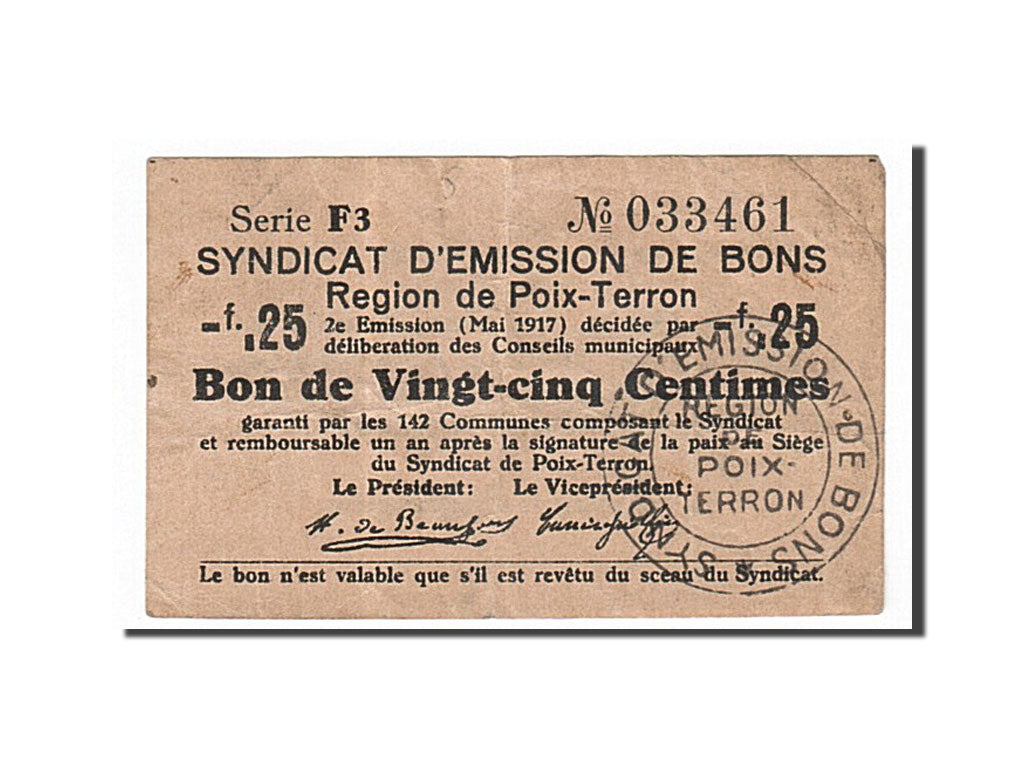 Serie F3 № 033461
SYNDICAT D'EMISSION DE BONS
Region de Poix-Terron
-f. .25 2e Emission (Mai 1917) décidée par -f. .25
déliberation des Conseils municipaux
Bon de Vingt-cinq Centimes
garanti par les 142 Communes composant le Syndicat
et remboursable un an après la signature de la paix au Siège
du Syndicat de Poix-Terron.
Le Président: Le Viceprésident:
H. de
Le bon n'est valable que s'il est revêtu du sceau du Syndicat.
SYNDICAT D'EMISSION DE BONS
REGION
DE
POIX-
TERRON